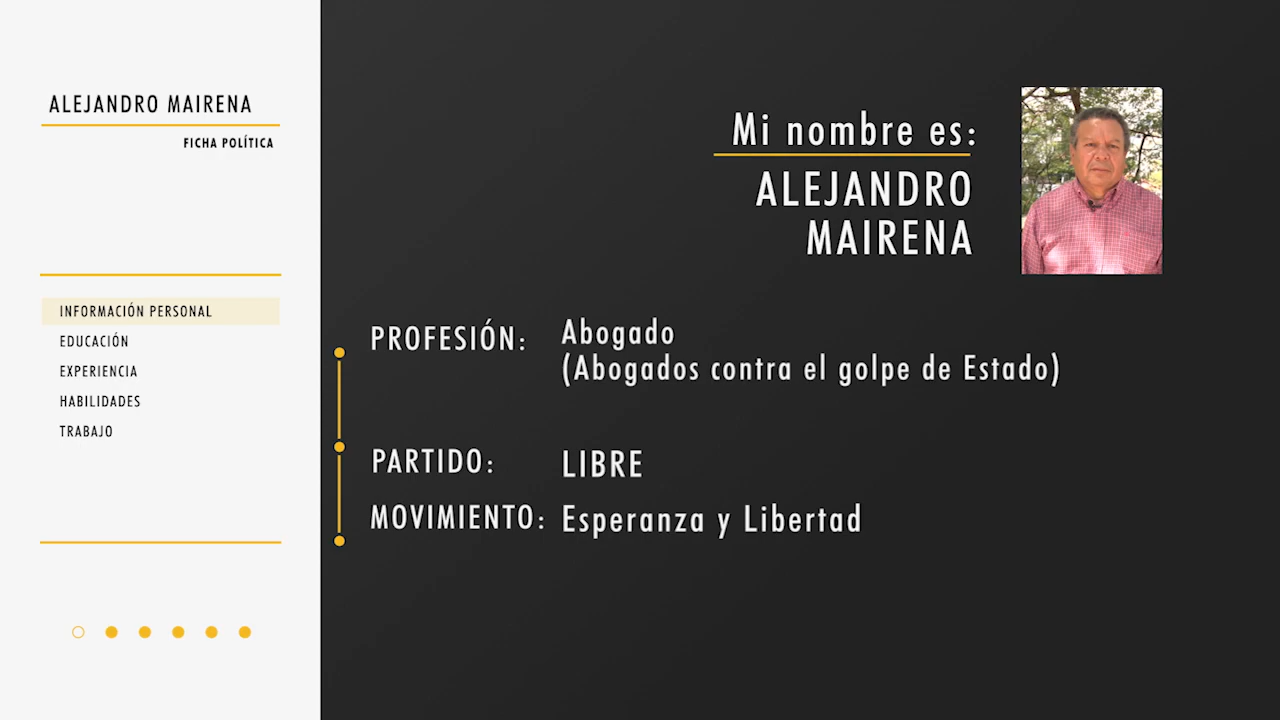 ALEJANDRO MAIRENA
FICHA POLÍTICA
INFORMACIÓN PERSONAL
EDUCACIÓN
EXPERIENCIA
HABILIDADES
TRABAJO
Mi nombre es:
ALEJANDRO
MAIRENA
PROFESIÓN: Abogado
(Abogados contra el golpe de Estado)
PARTIDO: LIBRE
MOVIMIENTO: Esperanza y Libertad